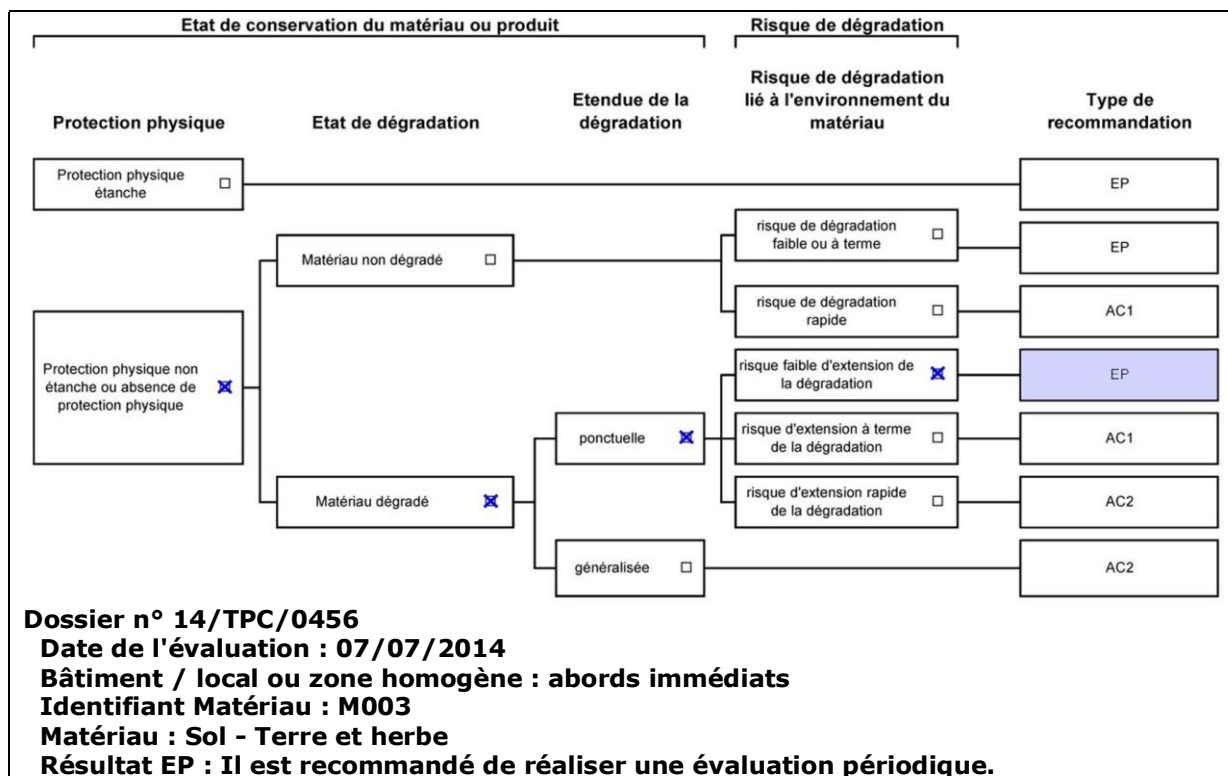 Etat de conservation du matériau ou produit
Risque de dégradation
Protection physique
Etat de dégradation
Etendue de la
dégradation
Risque de dégradation
lié à l'environnement du
matériau
Type de
recommandation
Protection physique
étanche
EP
Matériau non dégradé
risque de dégradation
faible ou à terme
EP
risque de dégradation
rapide
AC1
Protection physique non
étanche ou absence de
protection physique
risque faible d'extension de
la dégradation
EP
ponctuelle
risque d'extension à terme
de la dégradation
AC1
Matériau dégradé
risque d'extension rapide
de la dégradation
AC2
généralisée
AC2
Dossier n° 14/TPC/0456
Date de l'évaluation : 07/07/2014
Bâtiment / local ou zone homogène : abords immédiats
Identifiant Matériau : M003
Matériau : Sol - Terre et herbe
Résultat EP : Il est recommandé de réaliser une évaluation périodique.